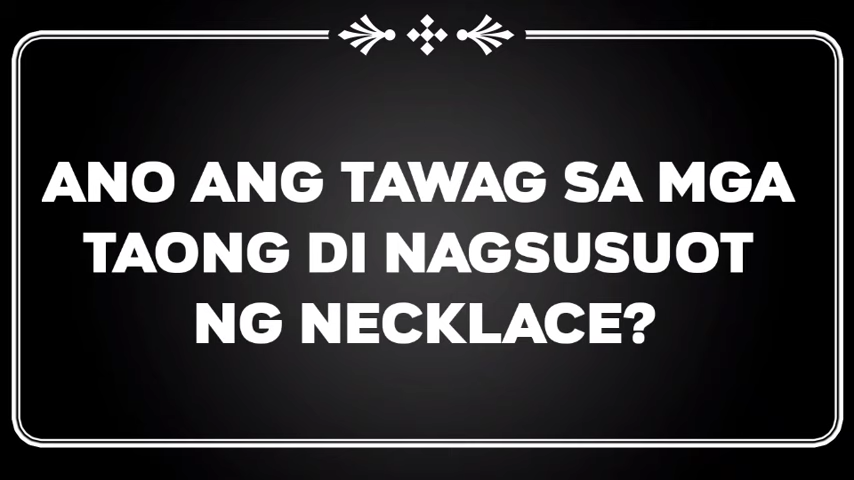 ANO ANG TAWAG SA MGA
TAONG DI NAGSUSUOT
NG NECKLACE?